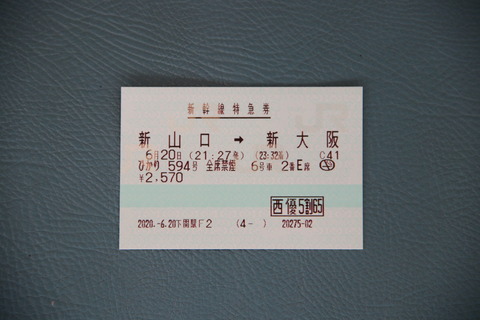 新幹線特急券
新山口 → 新大阪
6月20日 (21:27発) (23:32着) C41
ひかり 594号 全席禁煙 6号車 2番E席
¥2,570
西優5割65
2020.-6.20下関駅F2 (4- ) 20275-02